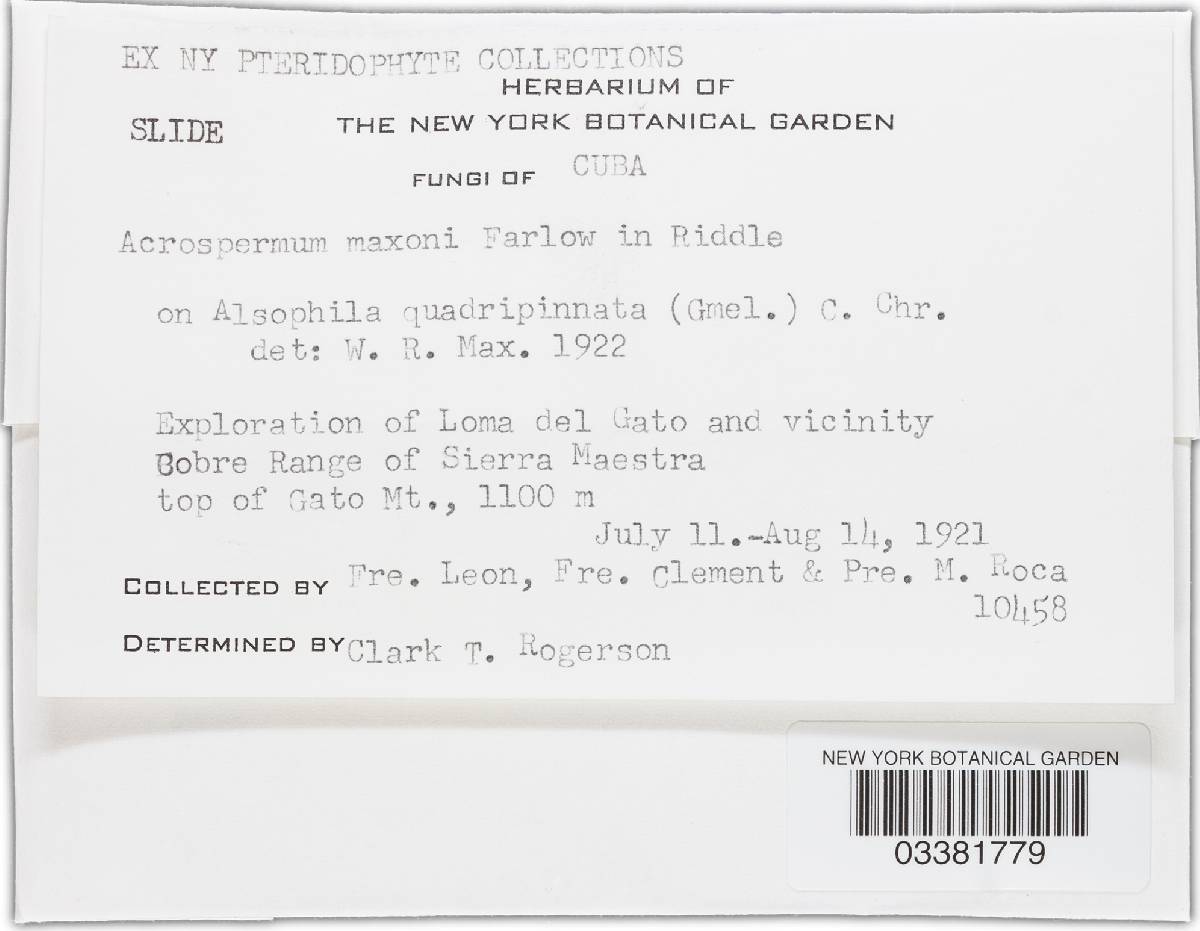 EX NY PTERIDOPHYTE COLLECTIONS
HERBARIUM OF
SLIDE THE NEW YORK BOTANICAL GARDEN
FUNGI OF CUBA
Acrospermum maxoni Farlow in Riddle
on Alsophila quadripinnata (Gmel.) C. Chr.
det: W. R. Max. 1922
Exploration of Loma del Gato and vicinity
Cobre Range of Sierra Maestra
top of Gato Mt., 1100 m
July 11.-Aug 14, 1921
COLLECTED BY Fre. Leon, Fre. Clement & Pre. M. Roca
10458
DETERMINED BY Clark T. Rogerson
NEW YORK BOTANICAL GARDEN
03381779